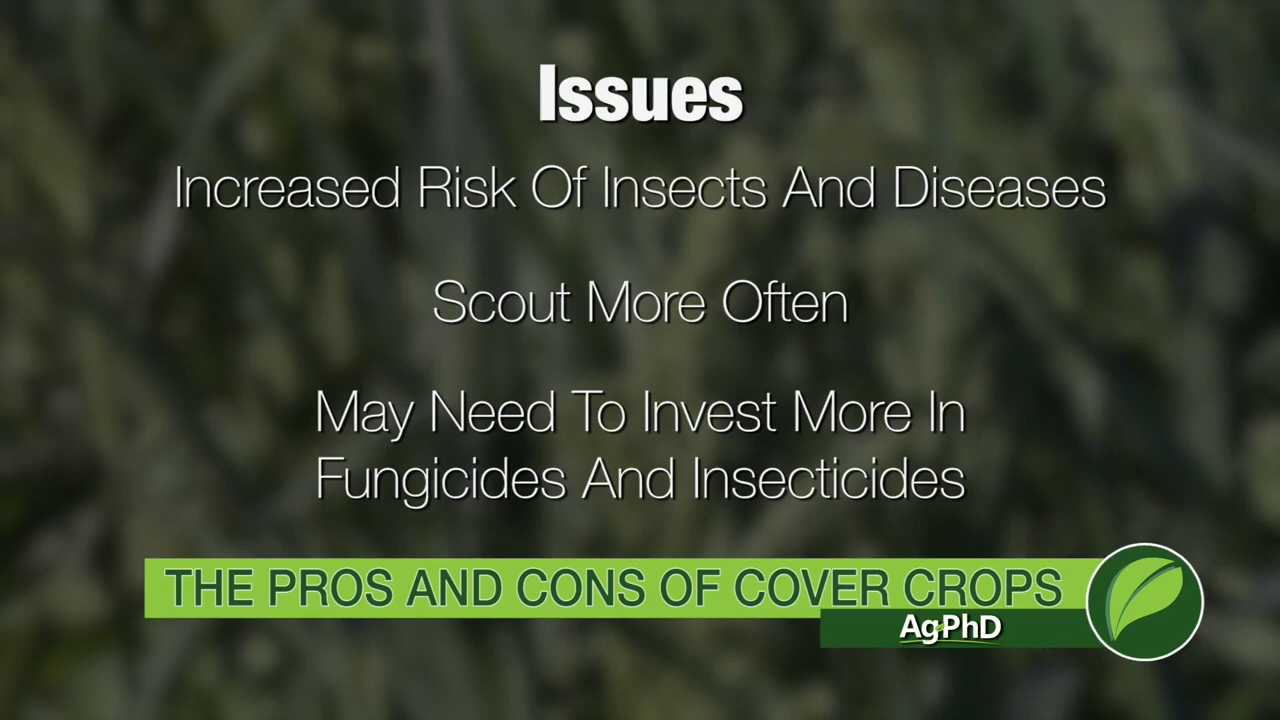 Issues
Increased Risk Of Insects And Diseases
Scout More Often
May Need To Invest More In
Fungicides And Insecticides
THE PROS AND CONS OF COVER CROPS
AgPhD